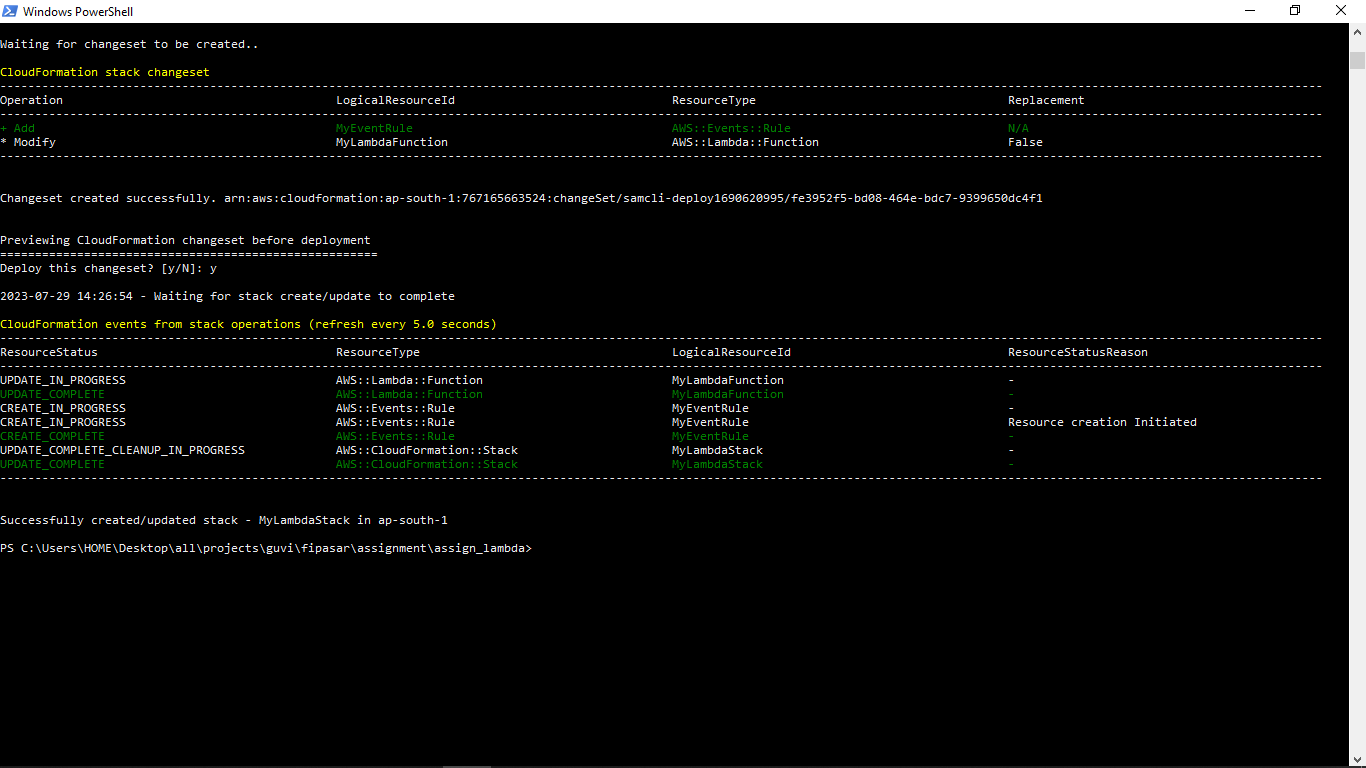 Windows PowerShell
Waiting for changeset to be created..
CloudFormation stack changeset
-------------------------------------------------------------------------------------------------
Operation LogicalResourceId ResourceType Replacement
-------------------------------------------------------------------------------------------------
+ Add MyEventRule AWS::Events::Rule N/A
* Modify MyLambdaFunction AWS::Lambda::Function False
-------------------------------------------------------------------------------------------------
Changeset created successfully. arn:aws:cloudformation:ap-south-1:767165663524:changeSet/samcli-deploy1690620995/fe3952f5-bd08-464e-bdc7-9399650dc4f1
Previewing CloudFormation changeset before deployment
======================================================
Deploy this changeset? [y/N]: y
2023-07-29 14:26:54 - Waiting for stack create/update to complete
CloudFormation events from stack operations (refresh every 5.0 seconds)
-------------------------------------------------------------------------------------------------
ResourceStatus ResourceType LogicalResourceId ResourceStatusReason
-------------------------------------------------------------------------------------------------
UPDATE_IN_PROGRESS AWS::Lambda::Function MyLambdaFunction -
UPDATE_COMPLETE AWS::Lambda::Function MyLambdaFunction -
CREATE_IN_PROGRESS AWS::Events::Rule MyEventRule -
CREATE_IN_PROGRESS AWS::Events::Rule MyEventRule Resource creation Initiated
CREATE_COMPLETE AWS::Events::Rule MyEventRule -
UPDATE_COMPLETE_CLEANUP_IN_PROGRESS AWS::CloudFormation::Stack MyLambdaStack -
UPDATE_COMPLETE AWS::CloudFormation::Stack MyLambdaStack -
-------------------------------------------------------------------------------------------------
Successfully created/updated stack - MyLambdaStack in ap-south-1
PS C:\Users\HOME\Desktop\all\projects\guvi\fipasar\assignment\assign_lambda>